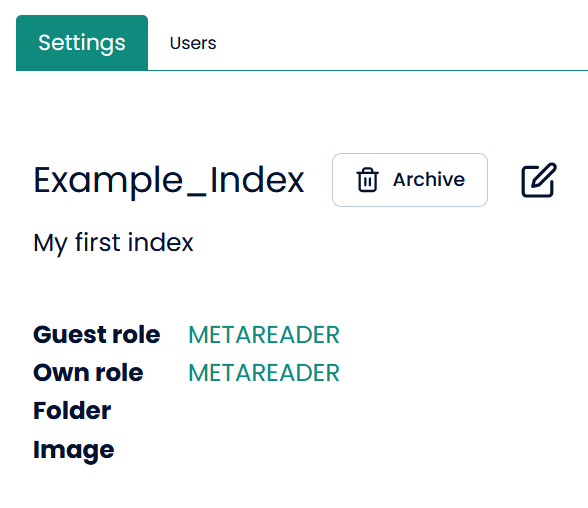 Settings Users
Example_Index Archive
My first index
Guest role METAREADER
Own role METAREADER
Folder
Image